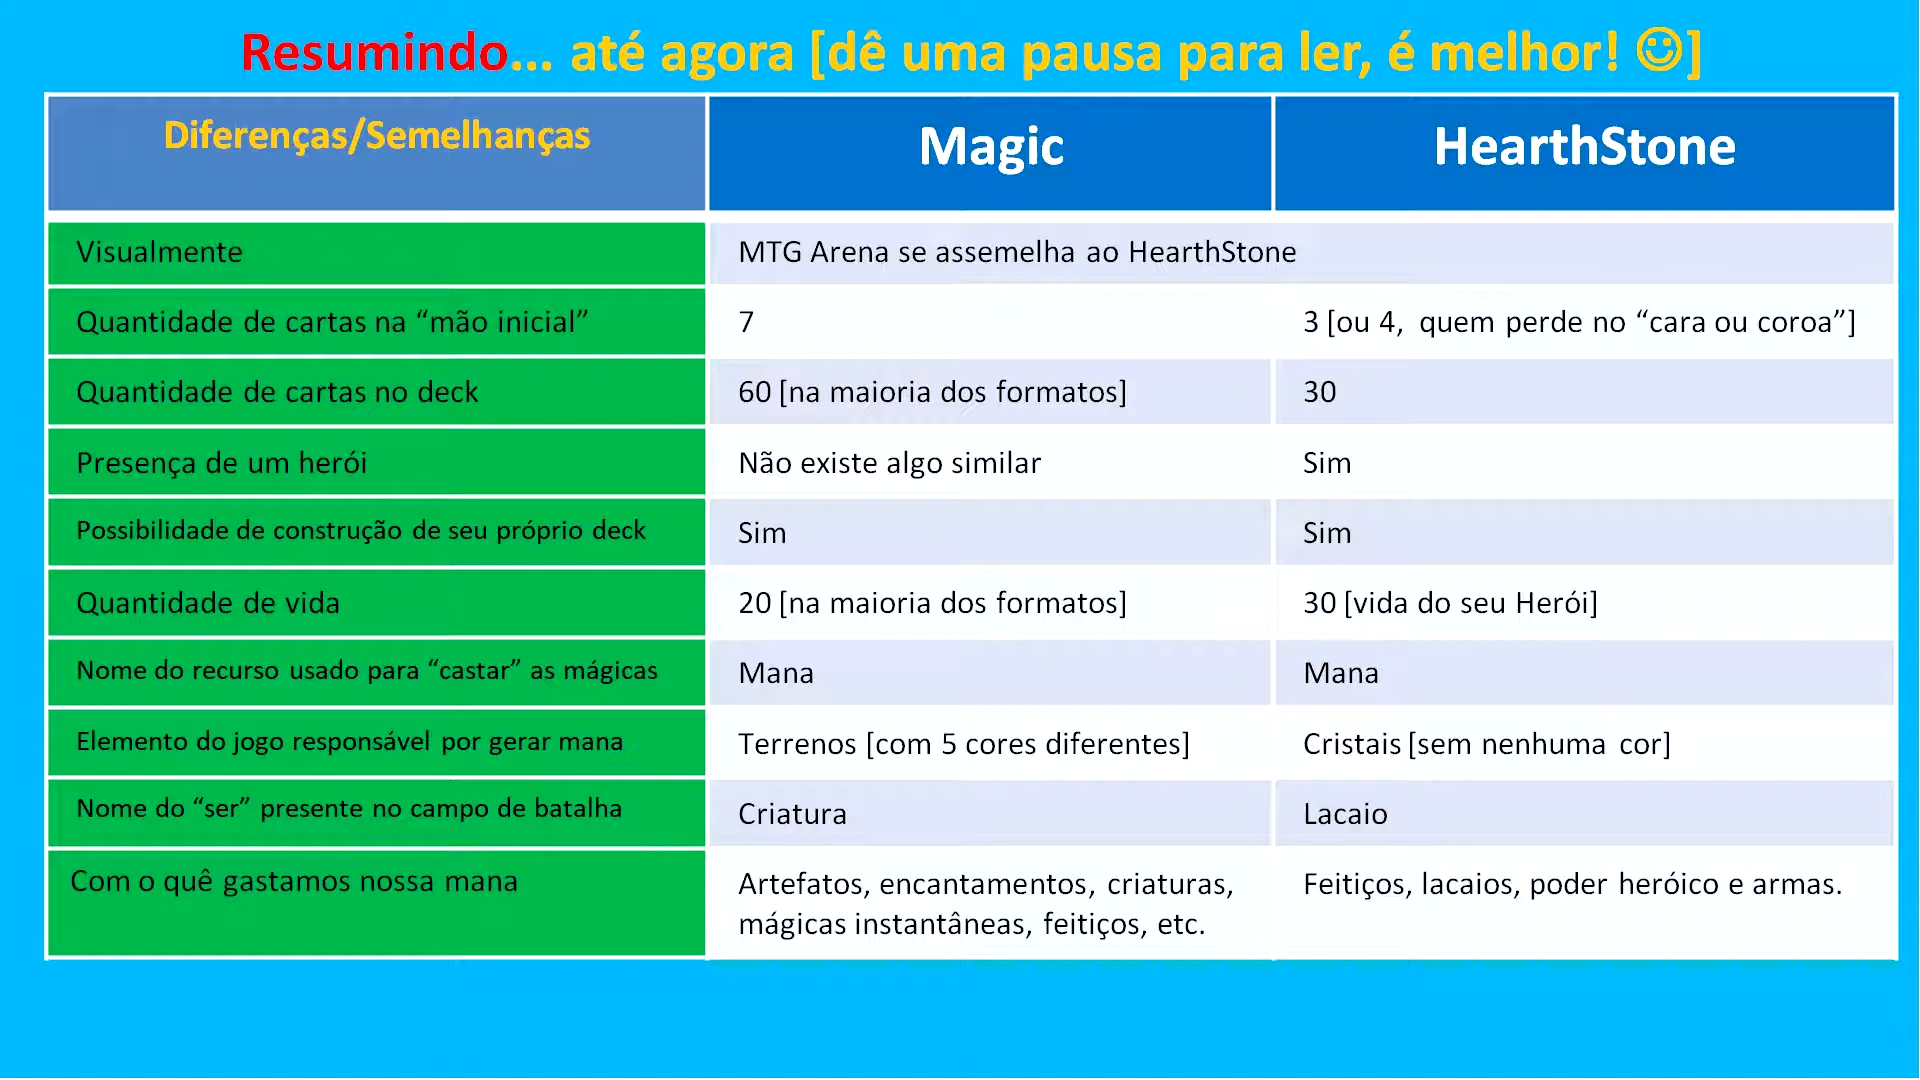 Resumindo... até agora [dê uma pausa para ler, é melhor! ☺]
Diferenças/Semelhanças Magic HearthStone
Visualmente MTG Arena se assemelha ao HearthStone
Quantidade de cartas na “mão inicial” 7 3 [ou 4, quem perde no “cara ou coroa”]
Quantidade de cartas no deck 60 [na maioria dos formatos] 30
Presença de um herói Não existe algo similar Sim
Possibilidade de construção de seu próprio deck Sim Sim
Quantidade de vida 20 [na maioria dos formatos] 30 [vida do seu Herói]
Nome do recurso usado para “castar” as mágicas Mana Mana
Elemento do jogo responsável por gerar mana Terrenos [com 5 cores diferentes] Cristais [sem nenhuma cor]
Nome do “ser” presente no campo de batalha Criatura Lacaio
Com o quê gastamos nossa mana Artefatos, encantamentos, criaturas, Feitiços, lacaios, poder heróico e armas.
mágicas instantâneas, feitiços, etc.